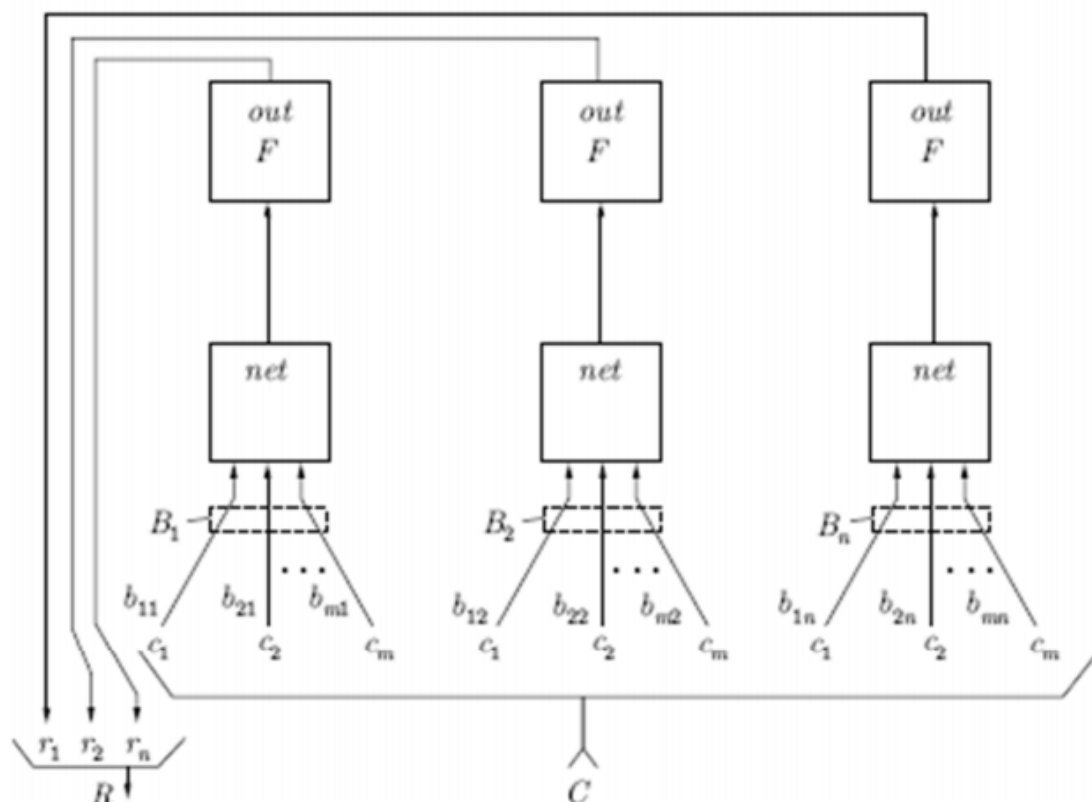 out out out
F F F
net net net
B₁ B₂ Bₙ
b₁₁ b₂₁ ... bₘ₁ b₁₂ b₂₂ ... bₘ₂ b₁ₙ b₂ₙ ... bₘₙ
c₁ c₂ cₘ c₁ c₂ cₘ c₁ c₂ cₘ
r₁ r₂ rₙ
R C